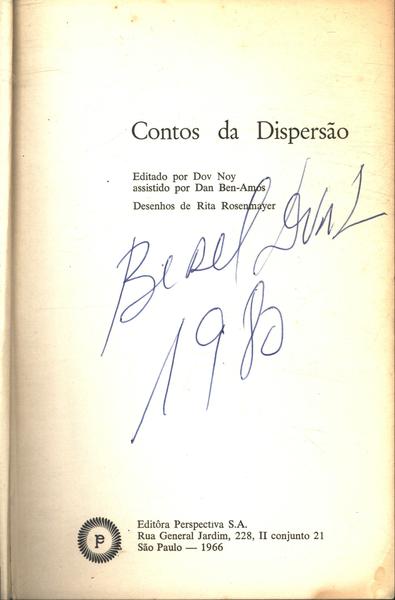 Contos da Dispersão
Editado por Dov Noy
assistido por Dan Ben-Amos
Desenhos de Rita Rosenmayer
1980
Editôra Perspectiva S.A.
Rua General Jardim, 228, II conjunto 21
São Paulo — 1966